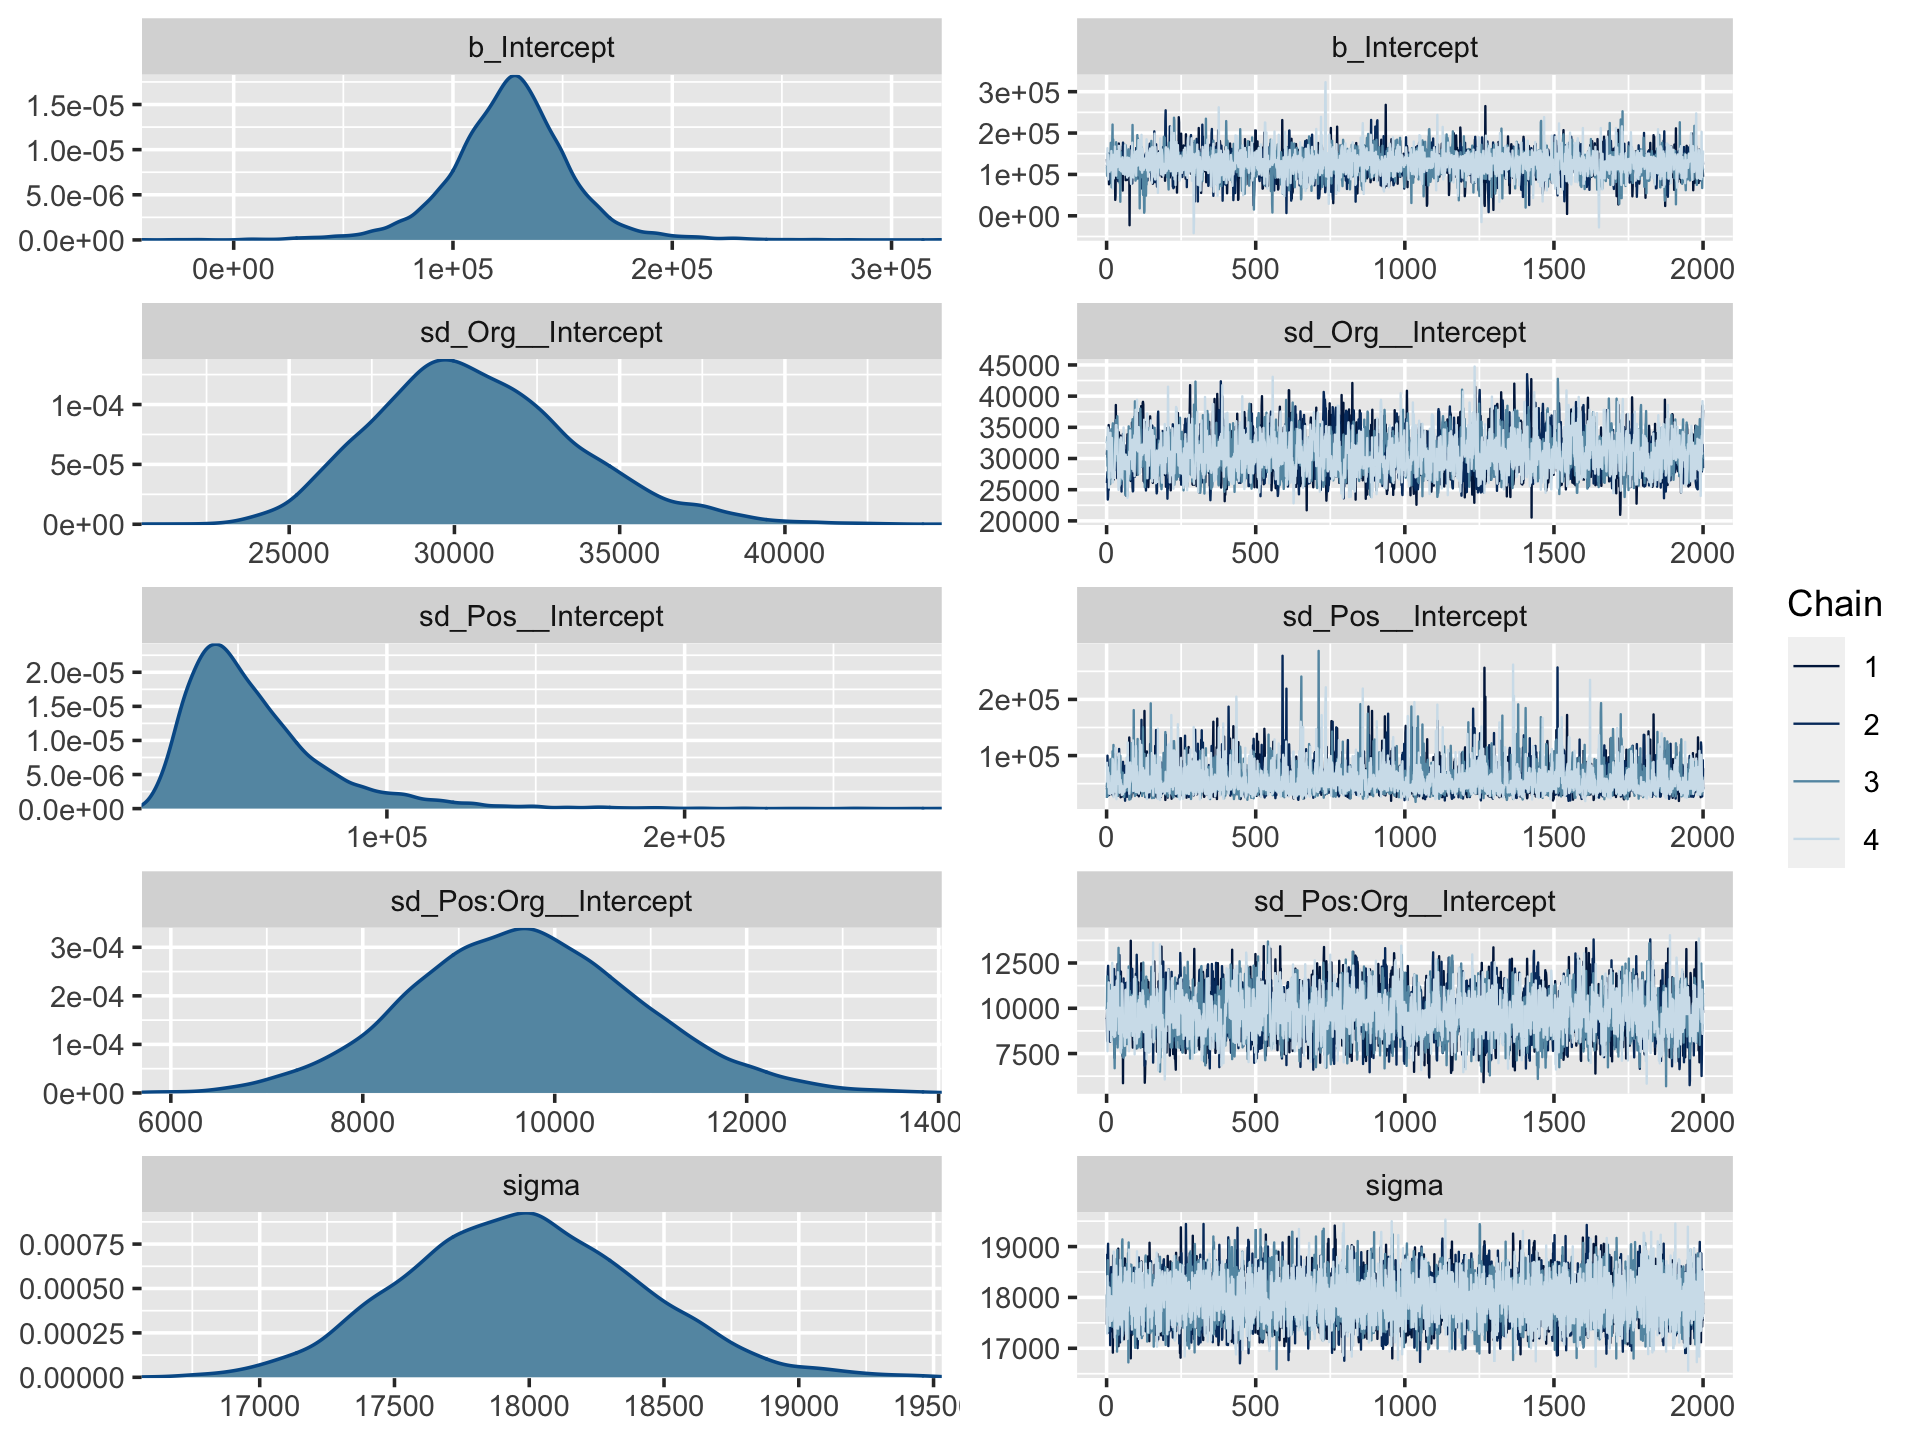 b_Intercept
1.5e-05
1.0e-05
5.0e-06
0.0e+00
0e+00 1e+05 2e+05 3e+05
b_Intercept
3e+05
2e+05
1e+05
0e+00
0 500 1000 1500 2000
sd_Org__Intercept
1e-04
5e-05
0e+00
25000 30000 35000 40000
sd_Org__Intercept
45000
40000
35000
30000
25000
20000
0 500 1000 1500 2000
sd_Pos__Intercept
2.0e-05
1.5e-05
1.0e-05
5.0e-06
0.0e+00
1e+05 2e+05
sd_Pos__Intercept
2e+05
1e+05
0 500 1000 1500 2000
sd_Pos:Org__Intercept
3e-04
2e-04
1e-04
0e+00
6000 8000 10000 12000 1400
sd_Pos:Org__Intercept
12500
10000
7500
0 500 1000 1500 2000
sigma
0.00075
0.00050
0.00025
0.00000
17000 17500 18000 18500 19000 1950
sigma
19000
18000
17000
0 500 1000 1500 2000
Chain
1
2
3
4